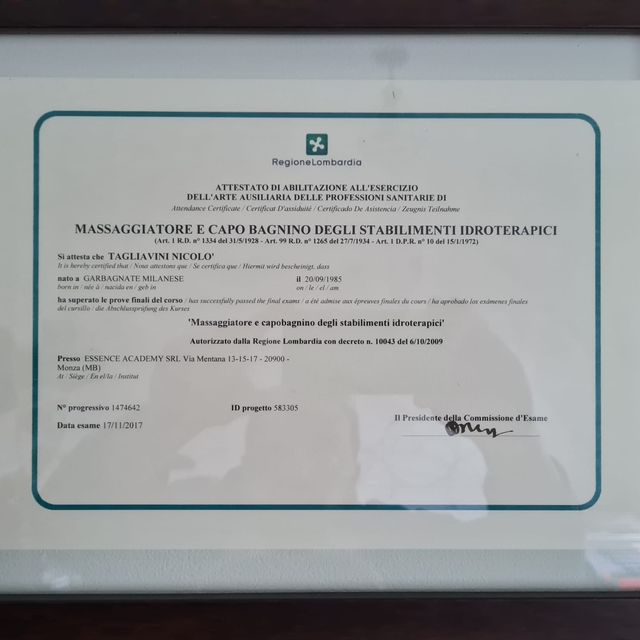 RegioneLombardia
ATTESTATO DI ABILITAZIONE ALL'ESERCIZIO
DELL'ARTE AUSILIARIA DELLE PROFESSIONI SANITARIE DI
Attendance Certificate / Certificat D'assiduité / Certificado De Asistencia / Zeugnis Teilnahme
MASSAGGIATORE E CAPO BAGNINO DEGLI STABILIMENTI IDROTERAPICI
(Art. 1 R.D. n° 1334 del 31/5/1928 - Art. 99 R.D. n° 1265 del 27/7/1934 - Art. 1 D.P.R. n° 10 del 15/1/1972)
Si attesta che TAGLIAVINI NICOLO'
It is hereby certified that / Nous attestons que / Se certifica que / Hiermit wird bescheinigt, dass
nato a GARBAGNATE MILANESE il 20/09/1985
born in / née à / nacida en / geb in on / le / el / am
ha superato le prove finali del corso / has successfully passed the final exams / a été admise aux épreuves finales du cours / ha aprobado los exámenes finales
del cursillo / die Abschlussprüfung des Kurses
'Massaggiatore e capobagnino degli stabilimenti idroterapici'
Autorizzato dalla Regione Lombardia con decreto n. 10043 del 6/10/2009
Presso ESSENCE ACADEMY SRL Via Mentana 13-15-17 - 20900 -
Monza (MB)
At / Siège / En el/la / Institut
N° progressivo 1474642 ID progetto 583305
Il Presidente della Commissione d'Esame
Data esame 17/11/2017